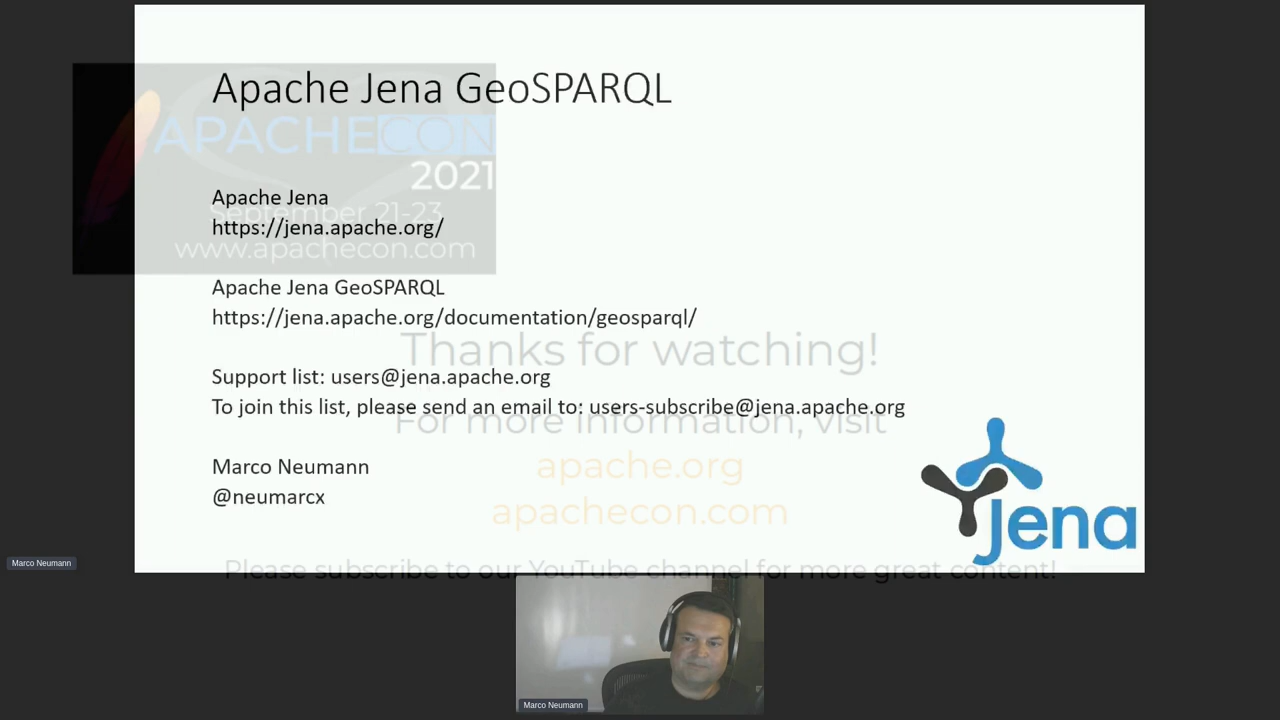 Apache Jena GeoSPARQL
APACHECON
2021
September 21-23
www.apachecon.com
Apache Jena
https://jena.apache.org/
Apache Jena GeoSPARQL
https://jena.apache.org/documentation/geosparql/
Thanks for watching!
Support list: users@jena.apache.org
To join this list, please send an email to: users-subscribe@jena.apache.org
For more information, visit
apache.org
apachecon.com
Marco Neumann
@neumarcx
Jena
Please subscribe to our YouTube channel for more great content!
Marco Neumann
Marco Neumann